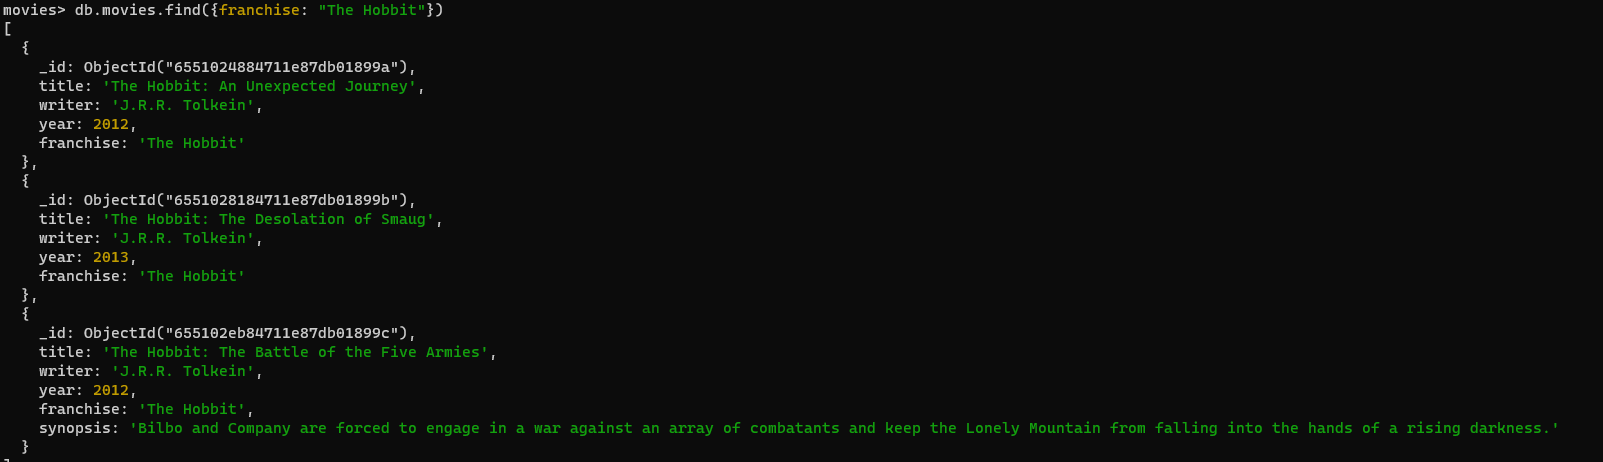 movies> db.movies.find({franchise: "The Hobbit"})
[
  {
    _id: ObjectId("6551024884711e87db01899a"),
    title: 'The Hobbit: An Unexpected Journey',
    writer: 'J.R.R. Tolkein',
    year: 2012,
    franchise: 'The Hobbit'
  },
  {
    _id: ObjectId("6551028184711e87db01899b"),
    title: 'The Hobbit: The Desolation of Smaug',
    writer: 'J.R.R. Tolkein',
    year: 2013,
    franchise: 'The Hobbit'
  },
  {
    _id: ObjectId("655102eb84711e87db01899c"),
    title: 'The Hobbit: The Battle of the Five Armies',
    writer: 'J.R.R. Tolkein',
    year: 2012,
    franchise: 'The Hobbit',
    synopsis: 'Bilbo and Company are forced to engage in a war against an array of combatants and keep the Lonely Mountain from falling into the hands of a rising darkness.'
  }
]